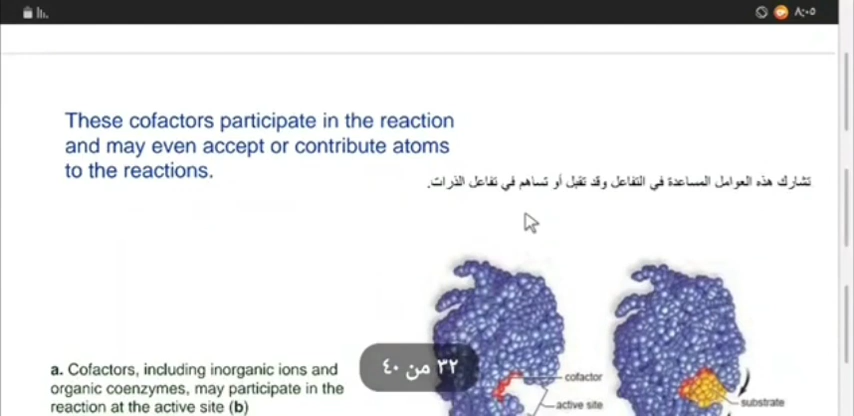 ٨:٠٥
These cofactors participate in the reaction
and may even accept or contribute atoms
to the reactions.
تشارك هذه العوامل المساعدة في التفاعل وقد تقبل أو تساهم في تفاعل الذرات.
a. Cofactors, including inorganic ions and
organic coenzymes, may participate in the
reaction at the active site (b)
٣٢ من ٤٠
cofactor
active site
substrate